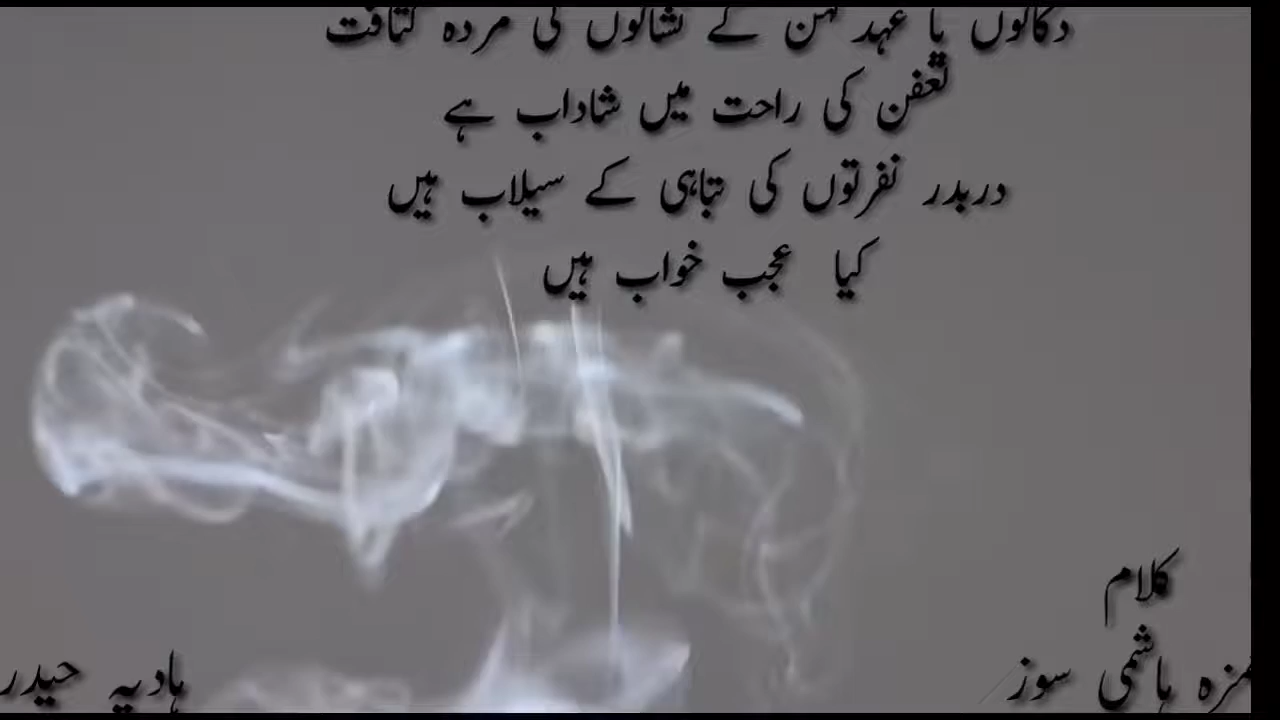 دکانوں یا عہد کہن کے نشانوں کی مردہ کثافت
تعفن کی راحت میں شاداب ہے
دربدر نفرتوں کی تباہی کے سیلاب ہیں
کیا عجب خواب ہیں
کلام
ہاشمی سوز
ہادیہ حیدر